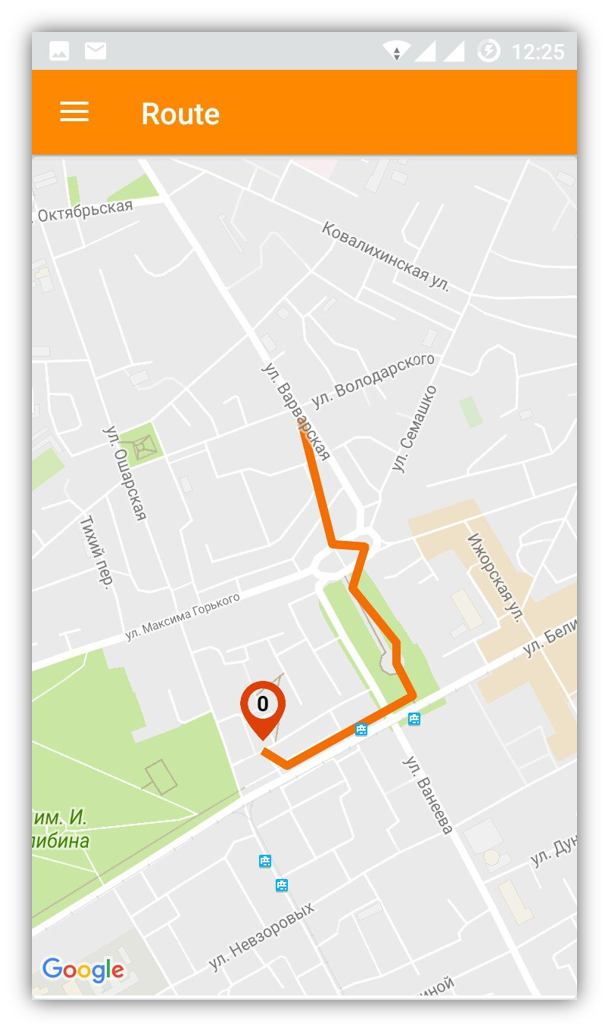 12:25
Route
Октябрьская
Ковалихинская ул.
ул. Варварская
ул. Володарского
ул. Семашко
ул. Ошарская
Тихий пер.
Ижорская ул.
ул. Максима Горького
ул. Бели
0
ул. Ванеева
им. И.
либина
ул. Дун
ул. Невзоровых
иной
Google